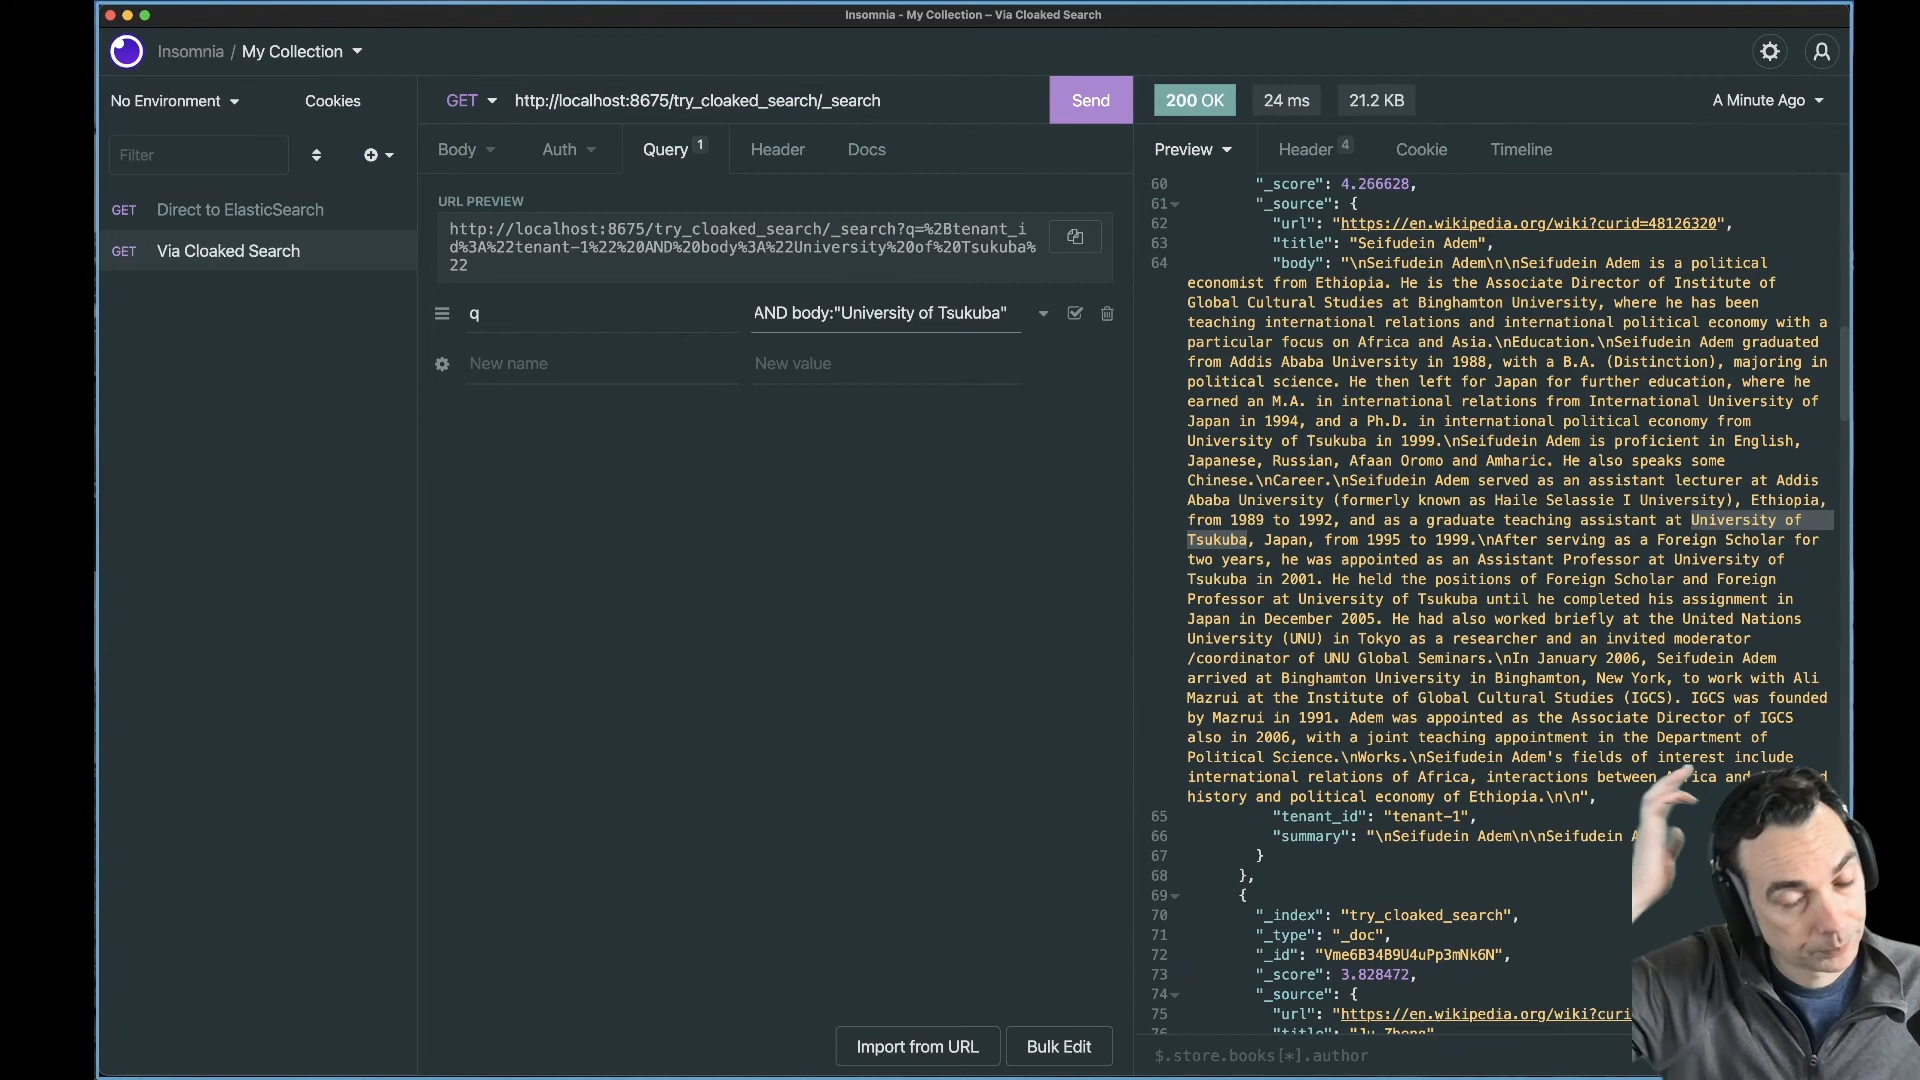 Insomnia - My Collection – Via Cloaked Search
Insomnia / My Collection
No Environment
Cookies
GET
http://localhost:8675/try_cloaked_search/_search
Send
200 OK
24 ms
21.2 KB
A Minute Ago
Filter
Body
Auth
Query 1
Header
Docs
Preview
Header 4
Cookie
Timeline
GET Direct to ElasticSearch
GET Via Cloaked Search
URL PREVIEW
http://localhost:8675/try_cloaked_search/_search?q=%2Btenant_i
d%3A%22tenant-1%22%20AND%20body%3A%22University%20of%20Tsukuba%
22
q
AND body:"University of Tsukuba"
New name
New value
Import from URL
Bulk Edit
60 "_score": 4.266628,
61 "_source": {
62 "url": "https://en.wikipedia.org/wiki?curid=48126320",
63 "title": "Seifudein Adem",
64 "body": "\nSeifudein Adem\n\nSeifudein Adem is a political
economist from Ethiopia. He is the Associate Director of Institute of
Global Cultural Studies at Binghamton University, where he has been
teaching international relations and international political economy with a
particular focus on Africa and Asia.\nEducation.\nSeifudein Adem graduated
from Addis Ababa University in 1988, with a B.A. (Distinction), majoring in
political science. He then left for Japan for further education, where he
earned an M.A. in international relations from International University of
Japan in 1994, and a Ph.D. in international political economy from
University of Tsukuba in 1999.\nSeifudein Adem is proficient in English,
Japanese, Russian, Afaan Oromo and Amharic. He also speaks some
Chinese.\nCareer.\nSeifudein Adem served as an assistant lecturer at Addis
Ababa University (formerly known as Haile Selassie I University), Ethiopia,
from 1989 to 1992, and as a graduate teaching assistant at University of
Tsukuba, Japan, from 1995 to 1999.\nAfter serving as a Foreign Scholar for
two years, he was appointed as an Assistant Professor at University of
Tsukuba in 2001. He held the positions of Foreign Scholar and Foreign
Professor at University of Tsukuba until he completed his assignment in
Japan in December 2005. He had also worked briefly at the United Nations
University (UNU) in Tokyo as a researcher and an invited moderator
/coordinator of UNU Global Seminars.\nIn January 2006, Seifudein Adem
arrived at Binghamton University in Binghamton, New York, to work with Ali
Mazrui at the Institute of Global Cultural Studies (IGCS). IGCS was founded
by Mazrui in 1991. Adem was appointed as the Associate Director of IGCS
also in 2006, with a joint teaching appointment in the Department of
Political Science.\nWorks.\nSeifudein Adem's fields of interest include
international relations of Africa, interactions between and
history and political economy of Ethiopia.\n\n",
65 "tenant_id": "tenant-1",
66 "summary": "\nSeifudein Adem\n\nSeifudein
67 }
68 },
69 {
70 "_index": "try_cloaked_search",
71 "_type": "_doc",
72 "_id": "Vme6B34B9U4uPp3mNk6N",
73 "_score": 3.828472,
74 "_source": {
75 "url": "https://en.wikipedia.org/wiki?curi
76 "title": "Ju Zheng"
$.store.books[*].author